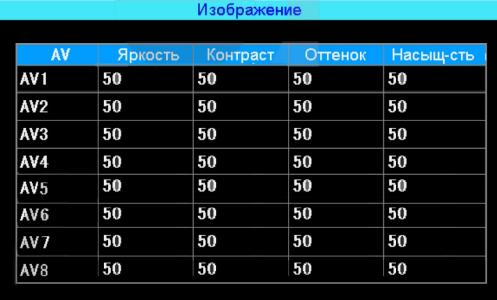 Изображение
AV Яркость Контраст Оттенок Насыщ-сть
AV1 50 50 50 50
AV2 50 50 50 50
AV3 50 50 50 50
AV4 50 50 50 50
AV5 50 50 50 50
AV6 50 50 50 50
AV7 50 50 50 50
AV8 50 50 50 50